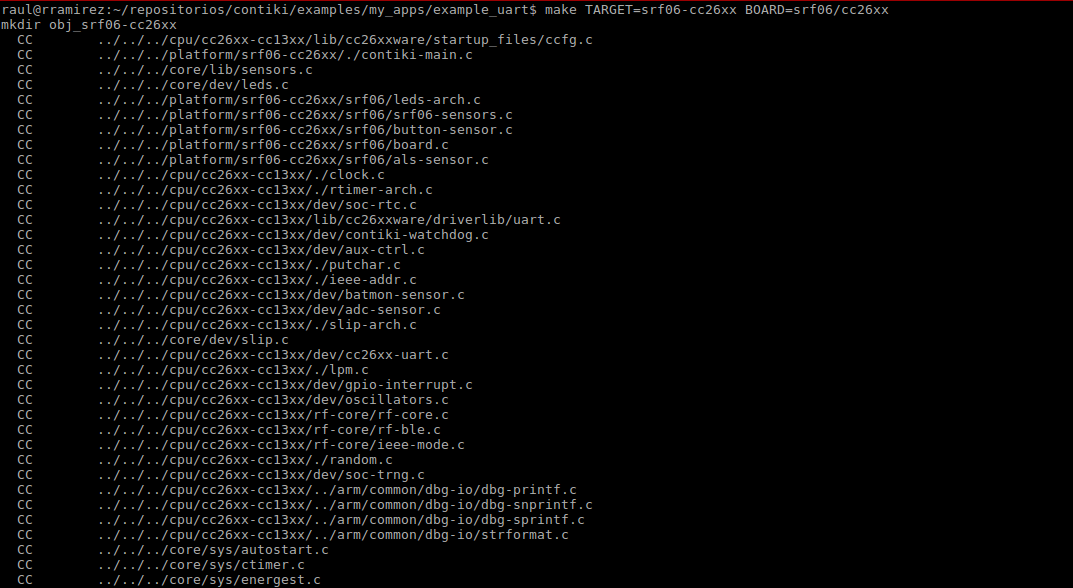 raul@rramirez:~/repositorios/contiki/examples/my_apps/example_uart$ make TARGET=srf06-cc26xx BOARD=srf06/cc26xx
mkdir obj_srf06-cc26xx
  CC        ../../../cpu/cc26xx-cc13xx/lib/cc26xxware/startup_files/ccfg.c
  CC        ../../../platform/srf06-cc26xx/./contiki-main.c
  CC        ../../../core/lib/sensors.c
  CC        ../../../core/dev/leds.c
  CC        ../../../platform/srf06-cc26xx/srf06/leds-arch.c
  CC        ../../../platform/srf06-cc26xx/srf06/srf06-sensors.c
  CC        ../../../platform/srf06-cc26xx/srf06/button-sensor.c
  CC        ../../../platform/srf06-cc26xx/srf06/board.c
  CC        ../../../platform/srf06-cc26xx/srf06/als-sensor.c
  CC        ../../../cpu/cc26xx-cc13xx/./clock.c
  CC        ../../../cpu/cc26xx-cc13xx/./rtimer-arch.c
  CC        ../../../cpu/cc26xx-cc13xx/dev/soc-rtc.c
  CC        ../../../cpu/cc26xx-cc13xx/lib/cc26xxware/driverlib/uart.c
  CC        ../../../cpu/cc26xx-cc13xx/dev/contiki-watchdog.c
  CC        ../../../cpu/cc26xx-cc13xx/dev/aux-ctrl.c
  CC        ../../../cpu/cc26xx-cc13xx/./putchar.c
  CC        ../../../cpu/cc26xx-cc13xx/./ieee-addr.c
  CC        ../../../cpu/cc26xx-cc13xx/dev/batmon-sensor.c
  CC        ../../../cpu/cc26xx-cc13xx/dev/adc-sensor.c
  CC        ../../../cpu/cc26xx-cc13xx/./slip-arch.c
  CC        ../../../core/dev/slip.c
  CC        ../../../cpu/cc26xx-cc13xx/dev/cc26xx-uart.c
  CC        ../../../cpu/cc26xx-cc13xx/./lpm.c
  CC        ../../../cpu/cc26xx-cc13xx/dev/gpio-interrupt.c
  CC        ../../../cpu/cc26xx-cc13xx/dev/oscillators.c
  CC        ../../../cpu/cc26xx-cc13xx/rf-core/rf-core.c
  CC        ../../../cpu/cc26xx-cc13xx/rf-core/rf-ble.c
  CC        ../../../cpu/cc26xx-cc13xx/rf-core/ieee-mode.c
  CC        ../../../cpu/cc26xx-cc13xx/./random.c
  CC        ../../../cpu/cc26xx-cc13xx/dev/soc-trng.c
  CC        ../../../cpu/cc26xx-cc13xx/../arm/common/dbg-io/dbg-printf.c
  CC        ../../../cpu/cc26xx-cc13xx/../arm/common/dbg-io/dbg-snprintf.c
  CC        ../../../cpu/cc26xx-cc13xx/../arm/common/dbg-io/dbg-sprintf.c
  CC        ../../../cpu/cc26xx-cc13xx/../arm/common/dbg-io/strformat.c
  CC        ../../../core/sys/autostart.c
  CC        ../../../core/sys/ctimer.c
  CC        ../../../core/sys/energest.c